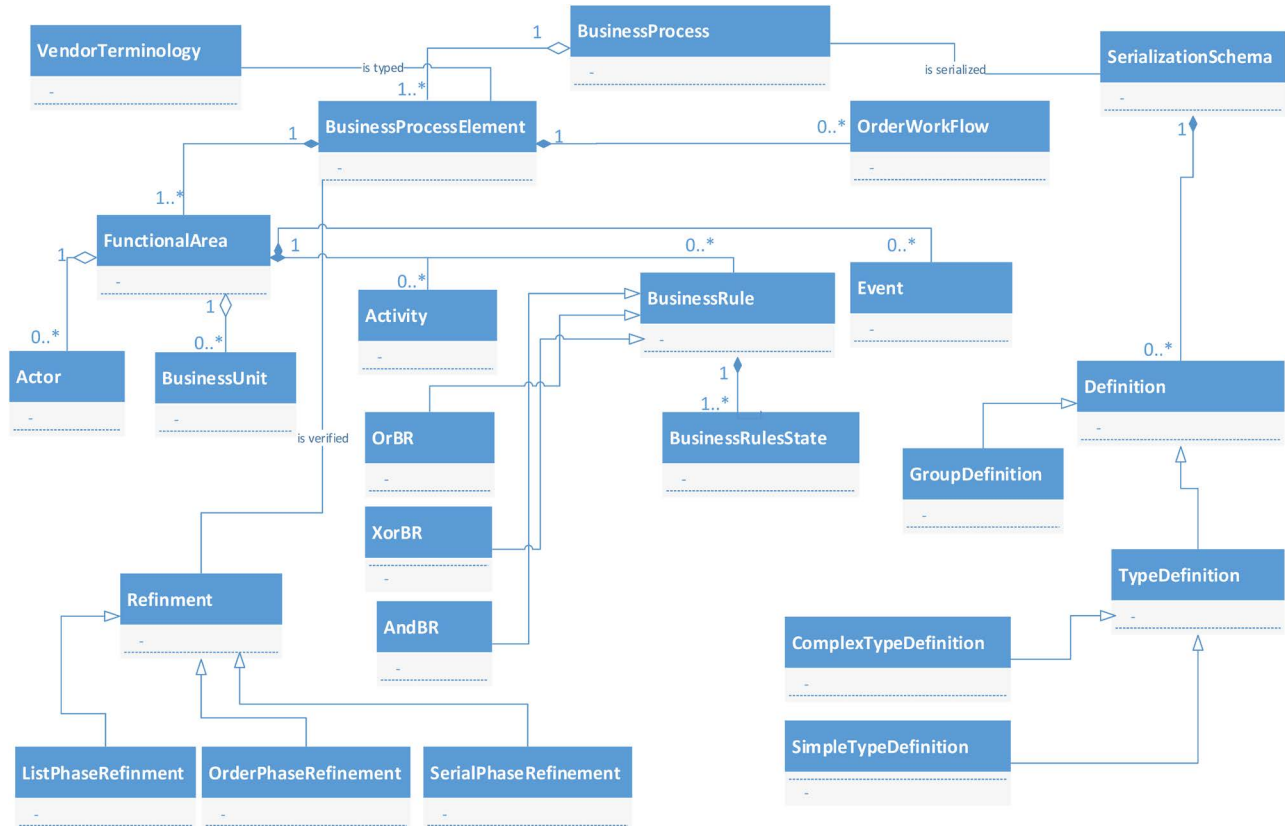 BusinessProcess
1
VendorTerminology
SerializationSchema
-
is typed
is serialized
-
1..*
-
BusinessProcessElement
0..*
OrderWorkFlow
1
1
1
-
-
1..*
FunctionalArea
1
0..*
0..*
1
-
0..*
Event
BusinessRule
1
Activity
-
0..*
0..*
-
0..*
-
1
Actor
BusinessUnit
Definition
-
-
1..*
-
OrBR
is verified
BusinessRulesState
GroupDefinition
-
-
-
XorBR
-
TypeDefinition
Refinment
-
AndBR
-
ComplexTypeDefinition
-
-
SimpleTypeDefinition
ListPhaseRefinment
OrderPhaseRefinement
SerialPhaseRefinement
-
-
-
-